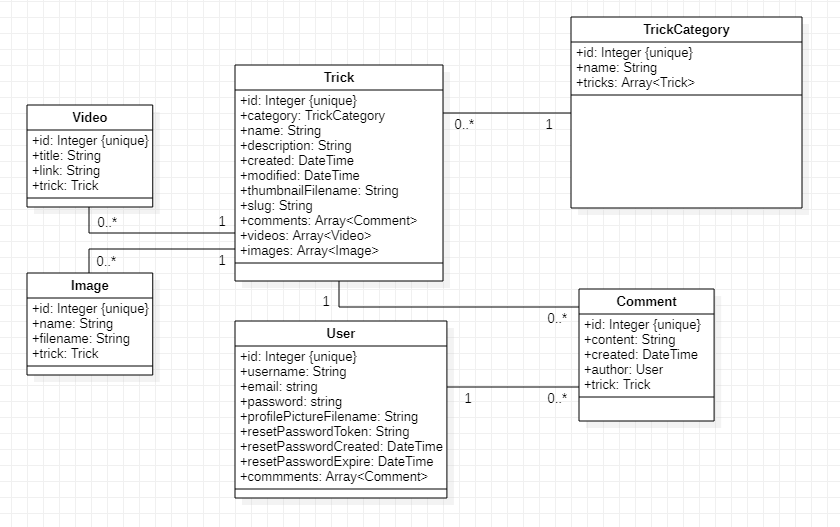 TrickCategory
+id: Integer {unique}
+name: String
+tricks: Array<Trick>
Trick
+id: Integer {unique}
+category: TrickCategory
+name: String
+description: String
+created: DateTime
+modified: DateTime
+thumbnailFilename: String
+slug: String
+comments: Array<Comment>
+videos: Array<Video>
+images: Array<Image>
0..*
1
Video
+id: Integer {unique}
+title: String
+link: String
+trick: Trick
0..*
1
0..*
1
Image
+id: Integer {unique}
+name: String
+filename: String
+trick: Trick
1
0..*
Comment
+id: Integer {unique}
+content: String
+created: DateTime
+author: User
+trick: Trick
User
+id: Integer {unique}
+username: String
+email: string
+password: string
+profilePictureFilename: String
+resetPasswordToken: String
+resetPasswordCreated: DateTime
+resetPasswordExpire: DateTime
+commments: Array<Comment>
1
0..*